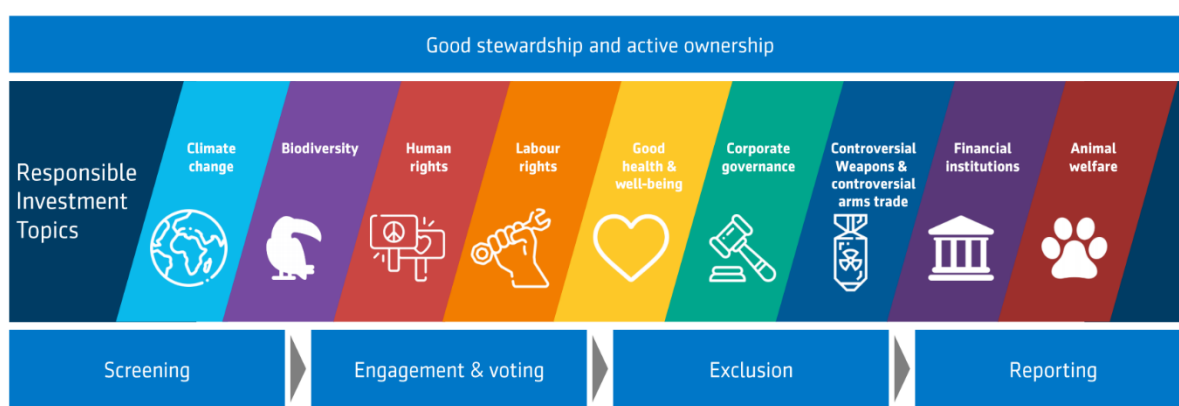 Good stewardship and active ownership
Responsible
Investment
Topics
Climate
change
Biodiversity
Human
rights
Labour
rights
Good
health &
well-being
Corporate
governance
Controversial
Weapons &
controversial
arms trade
Financial
institutions
Animal
welfare
Screening
Engagement & voting
Exclusion
Reporting